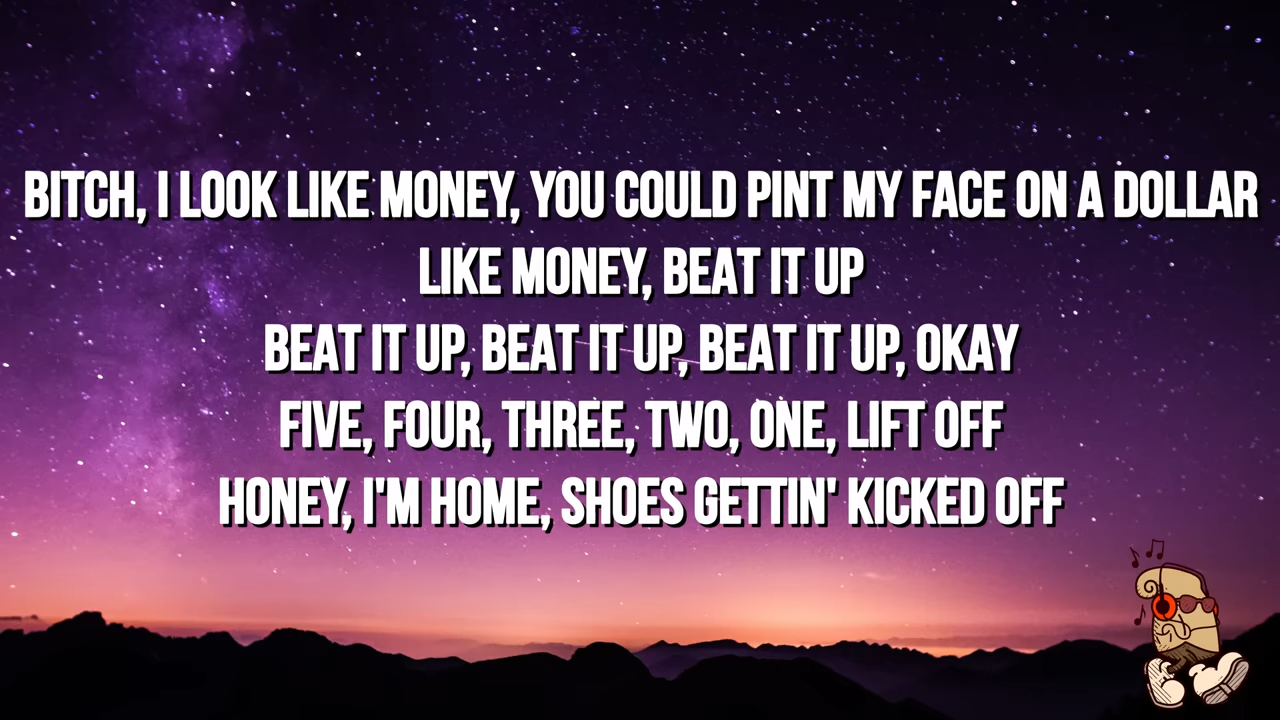 BITCH, I LOOK LIKE MONEY, YOU COULD PINT MY FACE ON A DOLLAR
LIKE MONEY, BEAT IT UP
BEAT IT UP, BEAT IT UP, BEAT IT UP, OKAY
FIVE, FOUR, THREE, TWO, ONE, LIFT OFF
HONEY, I'M HOME, SHOES GETTIN' KICKED OFF